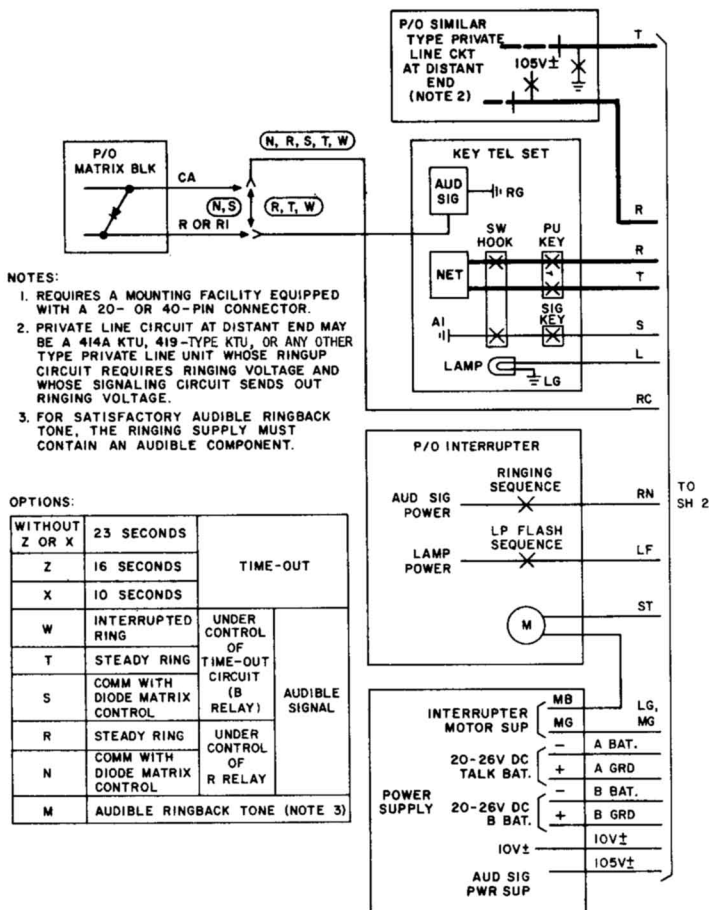 P/O SIMILAR
TYPE PRIVATE
LINE CKT
AT DISTANT
END
(NOTE 2)
105V±
T
R
P/O
MATRIX BLK
CA
R OR RI
N, R, S, T, W
N, S
R, T, W
KEY TEL SET
AUD
SIG
RG
SW
HOOK
PU
KEY
NET
R
T
SIG
KEY
A1
S
LAMP
LG
L
RC
NOTES:
1. REQUIRES A MOUNTING FACILITY EQUIPPED
WITH A 20- OR 40-PIN CONNECTOR.
2. PRIVATE LINE CIRCUIT AT DISTANT END MAY
BE A 414A KTU, 419-TYPE KTU, OR ANY OTHER
TYPE PRIVATE LINE UNIT WHOSE RINGUP
CIRCUIT REQUIRES RINGING VOLTAGE AND
WHOSE SIGNALING CIRCUIT SENDS OUT
RINGING VOLTAGE.
3. FOR SATISFACTORY AUDIBLE RINGBACK
TONE, THE RINGING SUPPLY MUST
CONTAIN AN AUDIBLE COMPONENT.
P/O INTERRUPTER
RINGING
SEQUENCE
AUD SIG
POWER
RN
LP FLASH
SEQUENCE
LAMP
POWER
LF
M
ST
TO
SH 2
OPTIONS:
WITHOUT
Z OR X
23 SECONDS
Z
16 SECONDS
X
10 SECONDS
TIME-OUT
W
INTERRUPTED
RING
T
STEADY RING
S
COMM WITH
DIODE MATRIX
CONTROL
UNDER
CONTROL
OF
TIME-OUT
CIRCUIT
(B
RELAY)
R
STEADY RING
N
COMM WITH
DIODE MATRIX
CONTROL
UNDER
CONTROL
OF
R RELAY
AUDIBLE
SIGNAL
M
AUDIBLE RINGBACK TONE (NOTE 3)
POWER
SUPPLY
INTERRUPTER
MOTOR SUP
MB
MG
LG,
MG
20-26V DC
TALK BAT.
-
A BAT.
+
A GRD
20-26V DC
B BAT.
-
B BAT.
+
B GRD
10V±
10V±
AUD SIG
PWR SUP
105V±